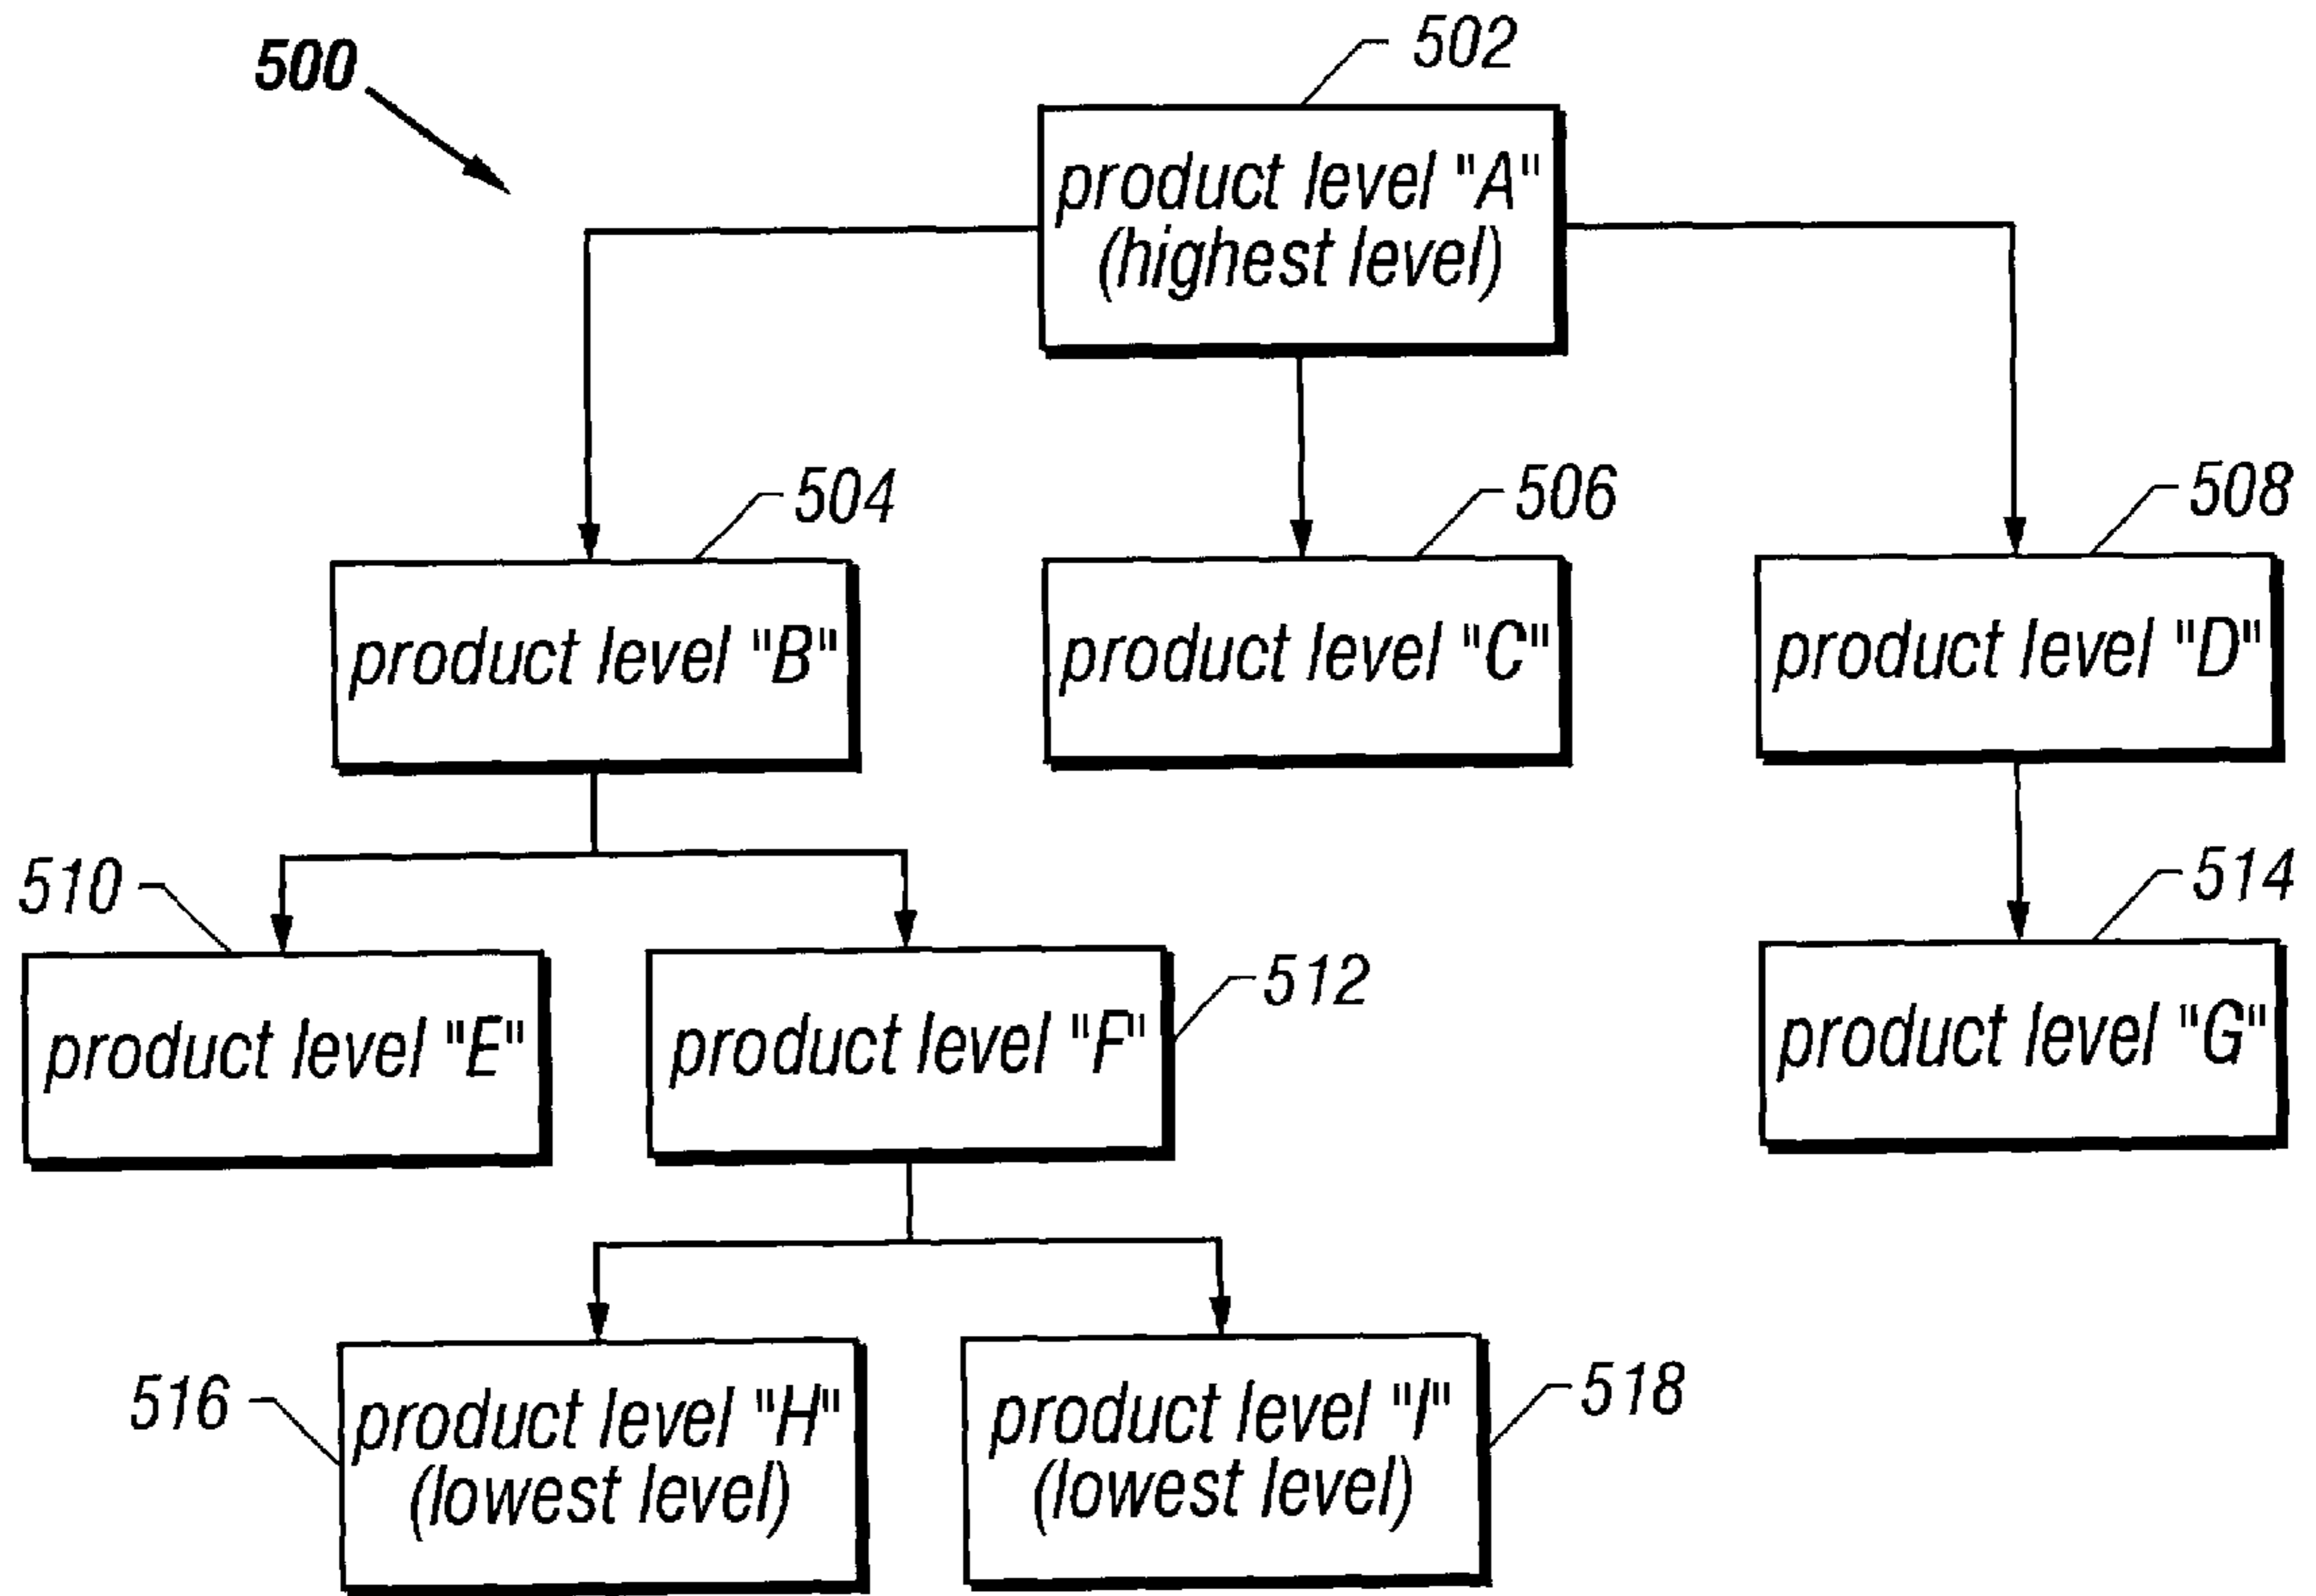 500
502
product level "A"
(highest level)
504
506
508
product level "B"
product level "C"
product level "D"
510
512
514
product level "E"
product level "F"
product level "G"
516
product level "H"
(lowest level)
product level "I"
(lowest level)
518